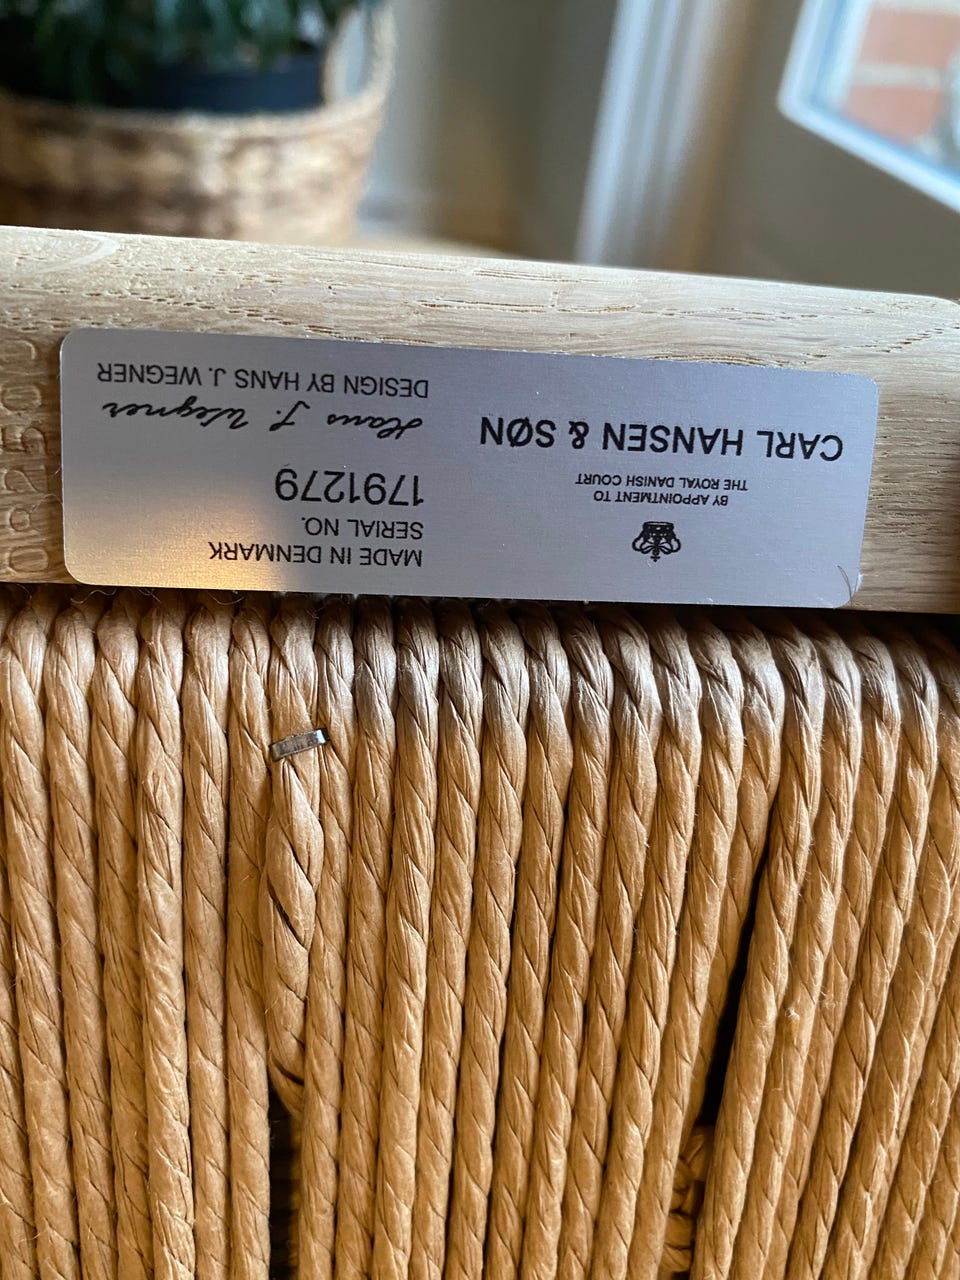 BY APPOINTMENT TO
THE ROYAL DANISH COURT
CARL HANSEN & SØN
MADE IN DENMARK
SERIAL NO.
1791279
Hans J. Wegner
DESIGN BY HANS J. WEGNER